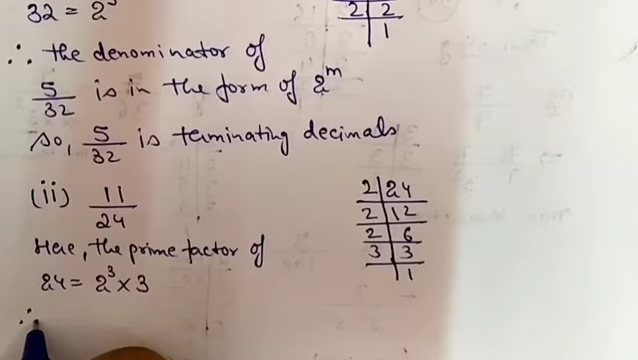 32 = 2⁵
2 | 2
1
∴ the denominator of
5/32 is in the form of 2ᵐ
so, 5/32 is terminating decimals
(ii) 11/24
2 | 24
2 | 12
2 | 6
3 | 3
1
Here, the prime factor of
24 = 2³ × 3
∴